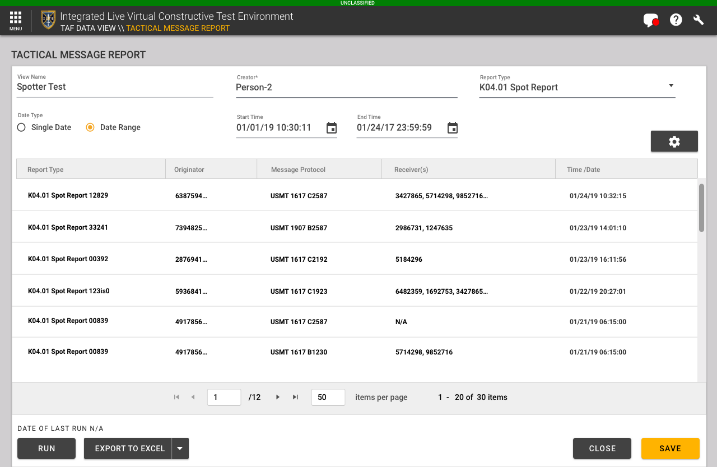 UNCLASSIFIED
MENU
Integrated Live Virtual Constructive Test Environment
TAF DATA VIEW \\ TACTICAL MESSAGE REPORT
TACTICAL MESSAGE REPORT
View Name Creator* Report Type
Spotter Test Person-2 K04.01 Spot Report
Date Type Start Time End Time
Single Date Date Range 01/01/19 10:30:11 01/24/17 23:59:59
Report Type Originator Message Protocol Receiver(s) Time /Date
K04.01 Spot Report 12829 6387594... USMT 1617 C2587 3427865, 5714298, 9852716... 01/24/19 10:32:15
K04.01 Spot Report 33241 7394825... USMT 1907 B2587 2986731, 1247635 01/23/19 14:01:10
K04.01 Spot Report 00392 2876941... USMT 1617 C2192 5184296 01/23/19 16:11:56
K04.01 Spot Report 123is0 5936841... USMT 1617 C1923 6482359, 1692753, 3427865... 01/22/19 20:27:01
K04.01 Spot Report 00839 4917856... USMT 1617 C2587 N/A 01/21/19 06:15:00
K04.01 Spot Report 00839 4917856... USMT 1617 B1230 5714298, 9852716 01/21/19 06:15:00
1 /12 50 items per page 1 - 20 of 30 items
DATE OF LAST RUN N/A
RUN EXPORT TO EXCEL CLOSE SAVE